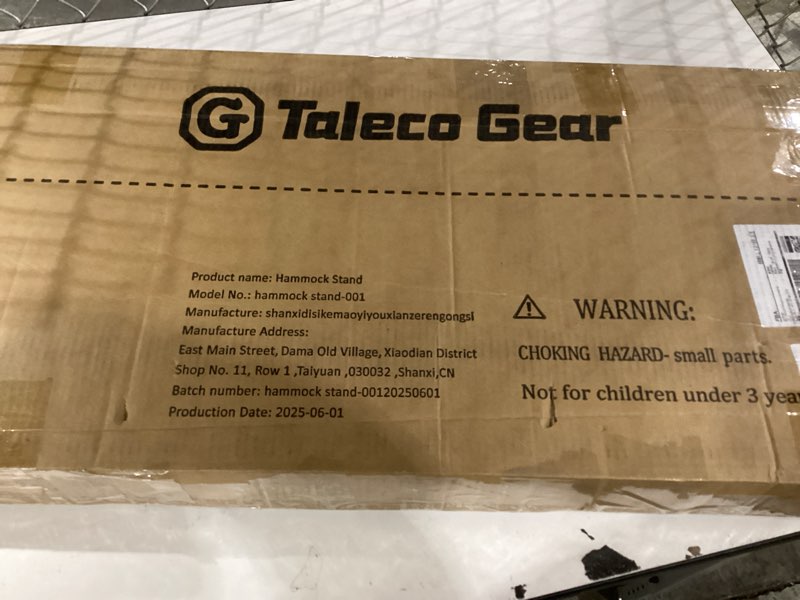 G Taleco Gear
Product name: Hammock Stand
Model No.: hammock stand-001
Manufacture: shanxidisikemaoyiyouxianzerengongsi
Manufacture Address:
East Main Street, Dama Old Village, Xiaodian District
Shop No. 11, Row 1 ,Taiyuan ,030032 ,Shanxi,CN
Batch number: hammock stand-00120250601
Production Date: 2025-06-01
WARNING:
CHOKING HAZARD- small parts.
Not for children under 3